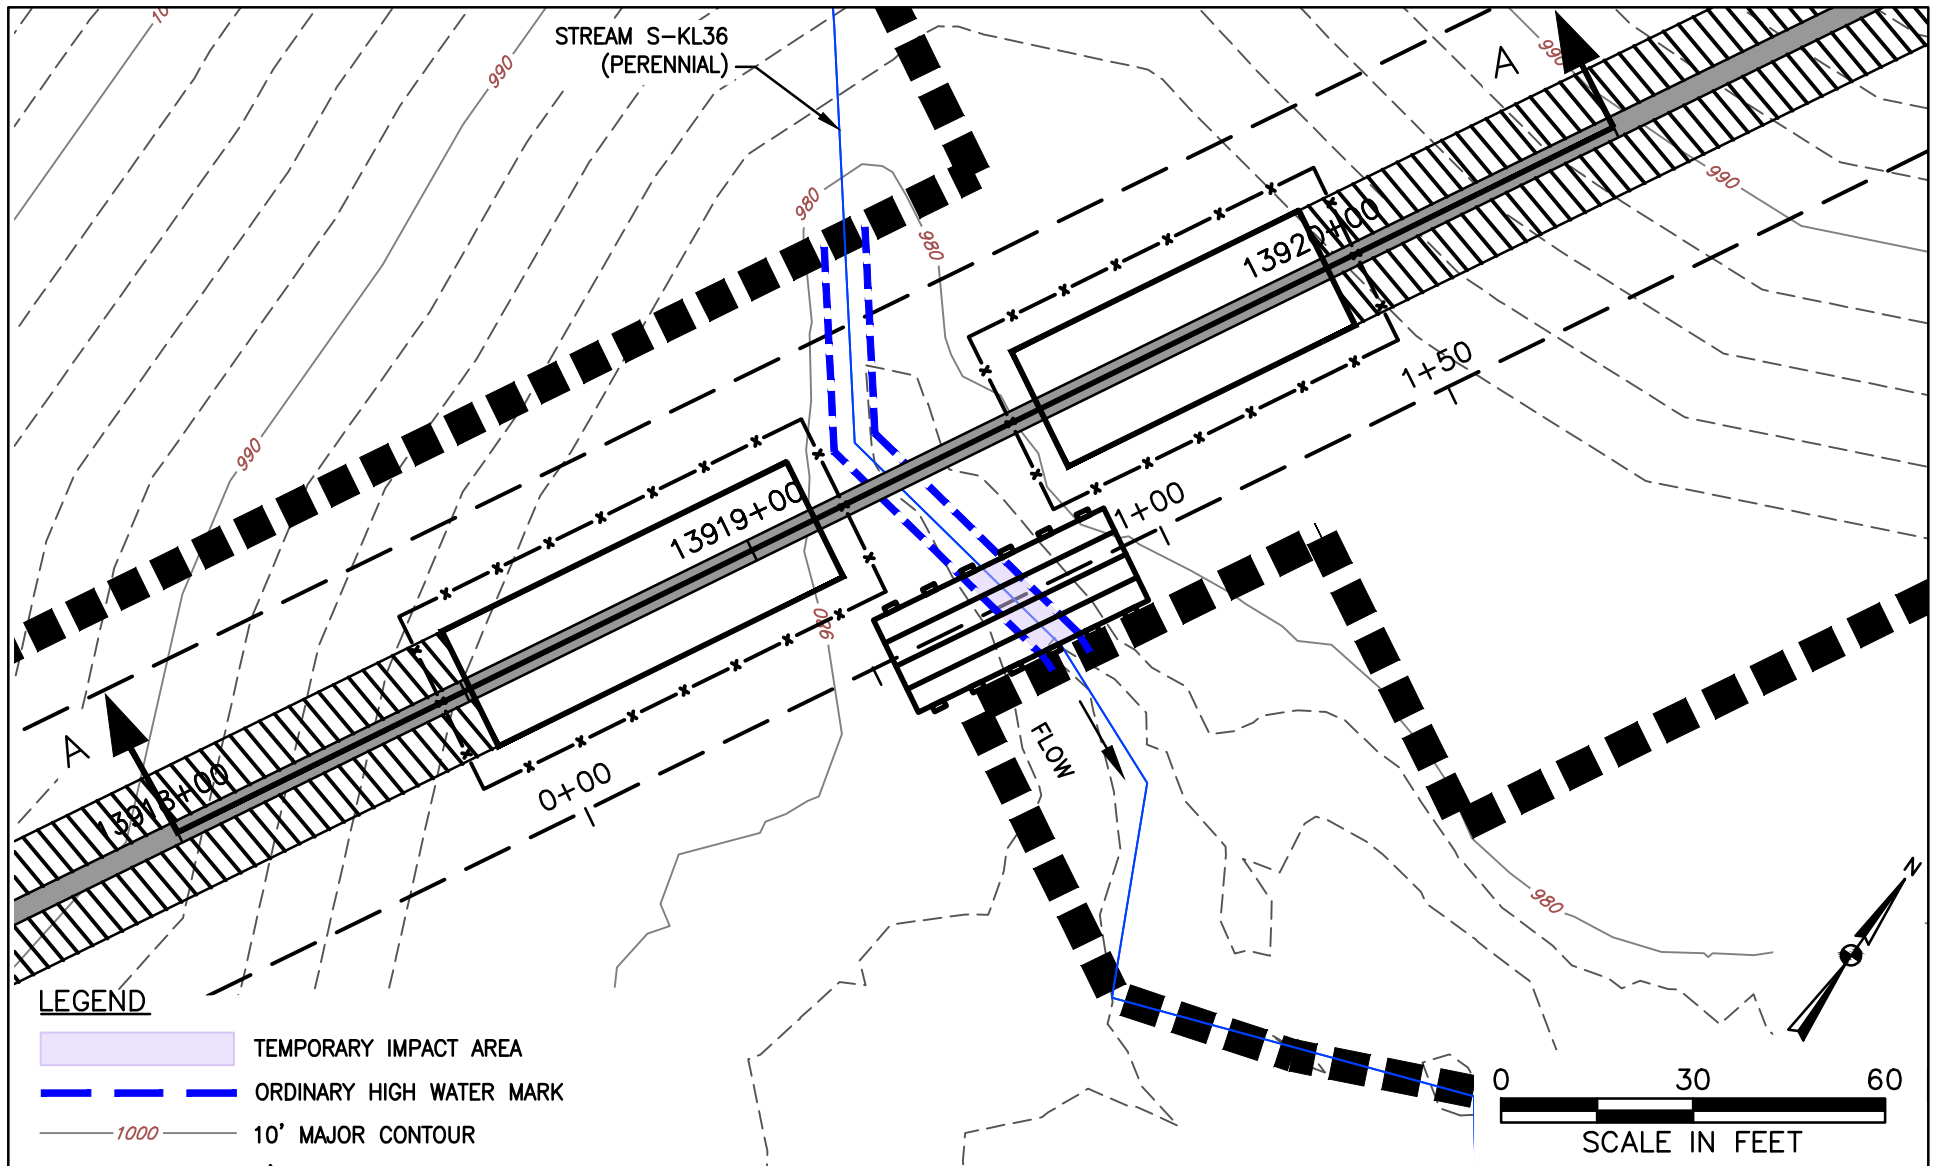 10
STREAM S-KL36
(PERENNIAL)
990
A
990
990
980
980
13920+00
990
1+50
13919+00
1+00
980
A
13918+00
0+00
FLOW
980
N
LEGEND
TEMPORARY IMPACT AREA
ORDINARY HIGH WATER MARK
1000
10' MAJOR CONTOUR
0 30 60
SCALE IN FEET